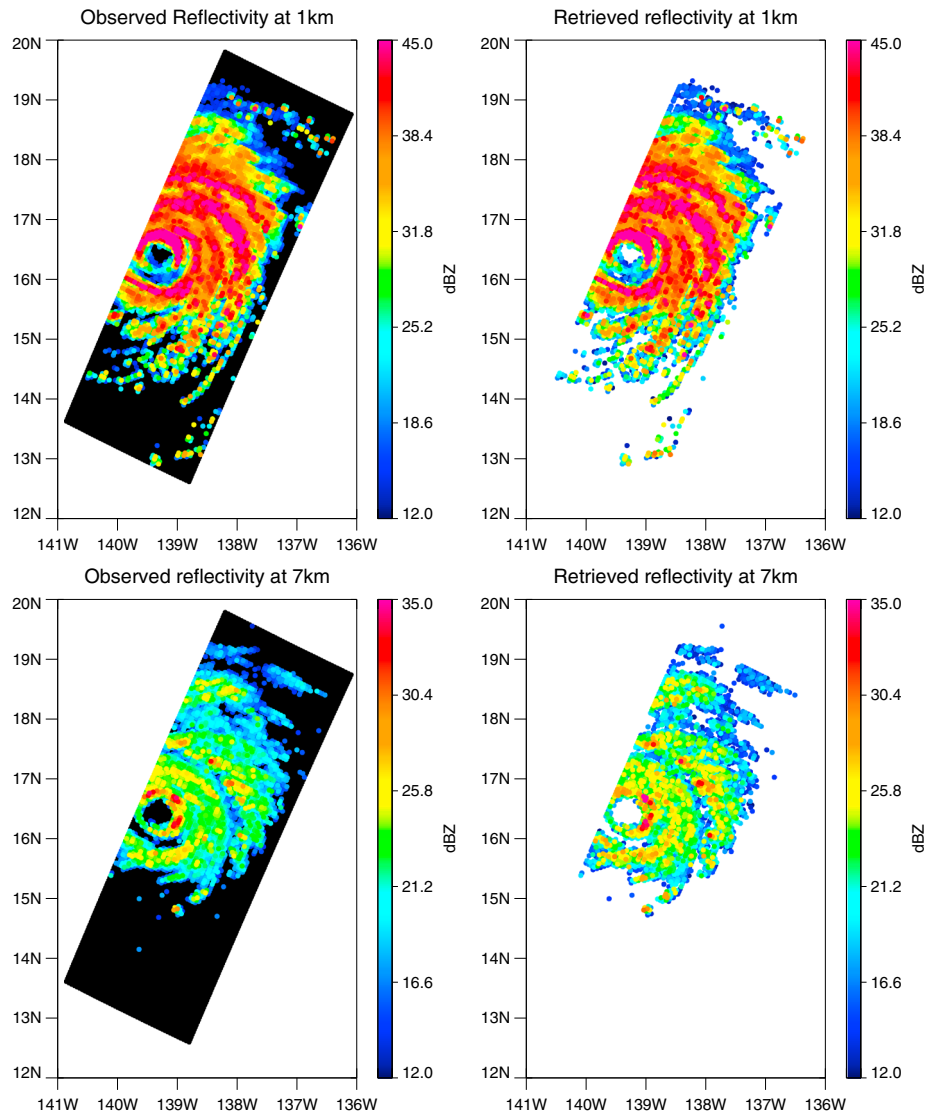 Observed Reflectivity at 1km
20N
19N
18N
17N
16N
15N
14N
13N
12N
141W 140W 139W 138W 137W 136W
45.0
38.4
31.8
25.2
18.6
12.0
dBZ
Retrieved reflectivity at 1km
20N
19N
18N
17N
16N
15N
14N
13N
12N
141W 140W 139W 138W 137W 136W
45.0
38.4
31.8
25.2
18.6
12.0
dBZ
Observed reflectivity at 7km
20N
19N
18N
17N
16N
15N
14N
13N
12N
141W 140W 139W 138W 137W 136W
35.0
30.4
25.8
21.2
16.6
12.0
dBZ
Retrieved reflectivity at 7km
20N
19N
18N
17N
16N
15N
14N
13N
12N
141W 140W 139W 138W 137W 136W
35.0
30.4
25.8
21.2
16.6
12.0
dBZ